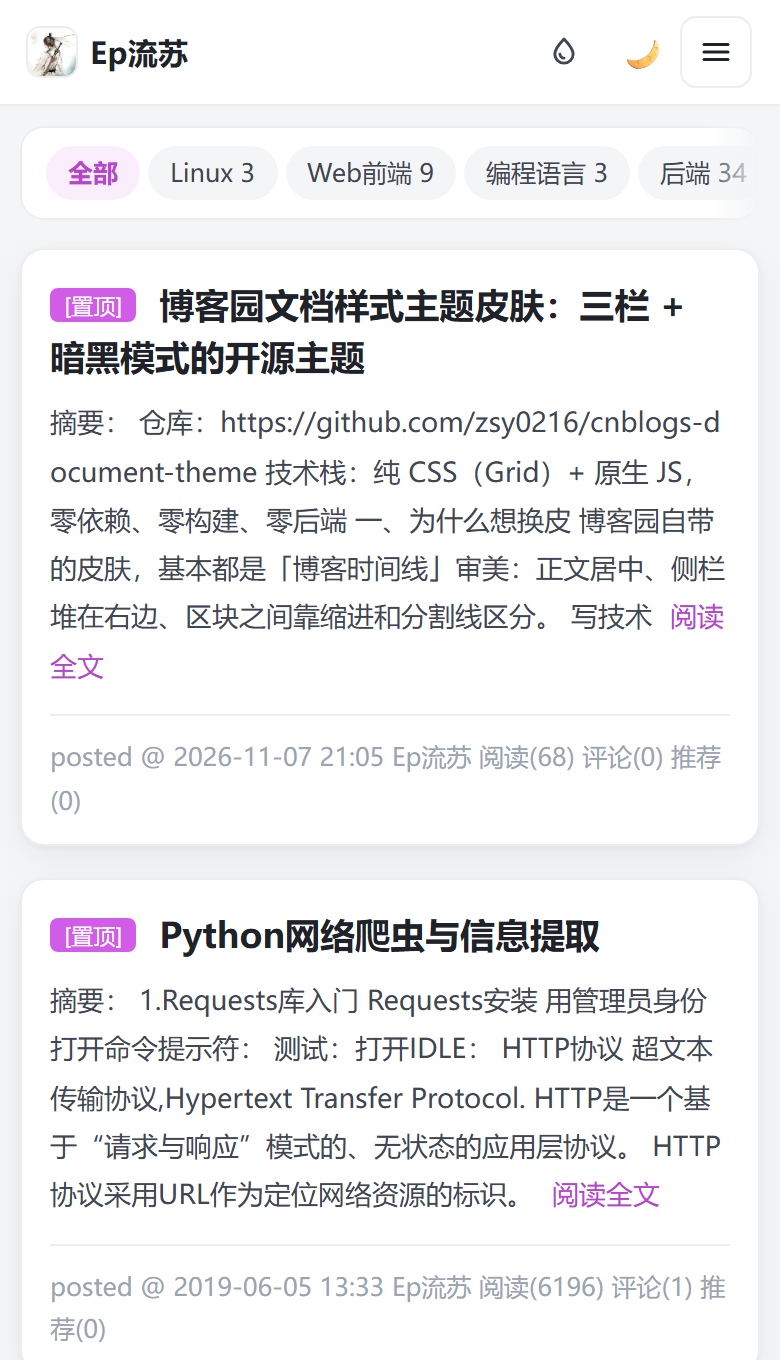 Ep流苏
全部 Linux 3 Web前端 9 编程语言 3 后端 34
[置顶] 博客园文档样式主题皮肤：三栏 +
暗黑模式的开源主题
摘要： 仓库：https://github.com/zsy0216/cnblogs-d
ocument-theme 技术栈：纯 CSS（Grid）+ 原生 JS，
零依赖、零构建、零后端 一、为什么想换皮 博客园自带
的皮肤，基本都是「博客时间线」审美：正文居中、侧栏
堆在右边、区块之间靠缩进和分割线区分。 写技术 阅读
全文
posted @ 2026-11-07 21:05 Ep流苏 阅读(68) 评论(0) 推荐
(0)
[置顶] Python网络爬虫与信息提取
摘要： 1.Requests库入门 Requests安装 用管理员身份
打开命令提示符： 测试：打开IDLE： HTTP协议 超文本
传输协议,Hypertext Transfer Protocol. HTTP是一个基
于“请求与响应”模式的、无状态的应用层协议。 HTTP
协议采用URL作为定位网络资源的标识。 阅读全文
posted @ 2019-06-05 13:33 Ep流苏 阅读(6196) 评论(1) 推
荐(0)